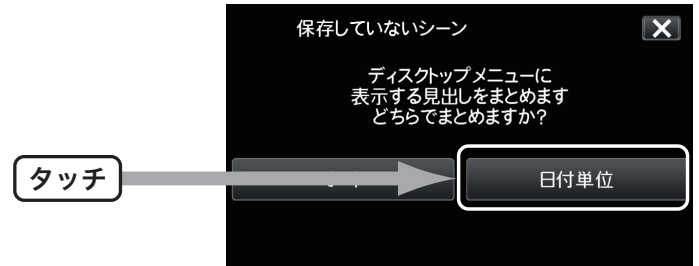 保存していないシーン
ディスクトップメニューに
表示する見出しをまとめます
どちらでまとめますか?
タッチ
日付単位